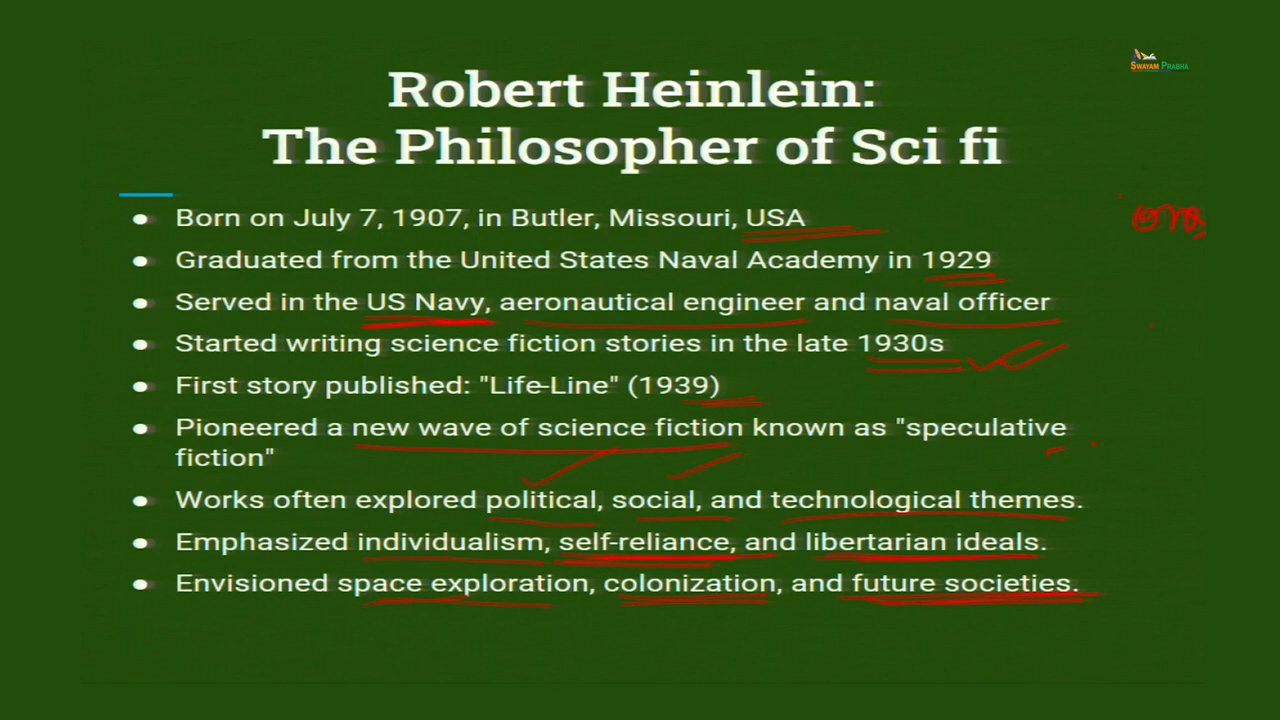 SWAYAM PRABHA
Robert Heinlein:
The Philosopher of Sci fi
● Born on July 7, 1907, in Butler, Missouri, USA
● Graduated from the United States Naval Academy in 1929
● Served in the US Navy, aeronautical engineer and naval officer
● Started writing science fiction stories in the late 1930s
● First story published: "Life-Line" (1939)
● Pioneered a new wave of science fiction known as "speculative
fiction"
● Works often explored political, social, and technological themes.
● Emphasized individualism, self-reliance, and libertarian ideals.
● Envisioned space exploration, colonization, and future societies.